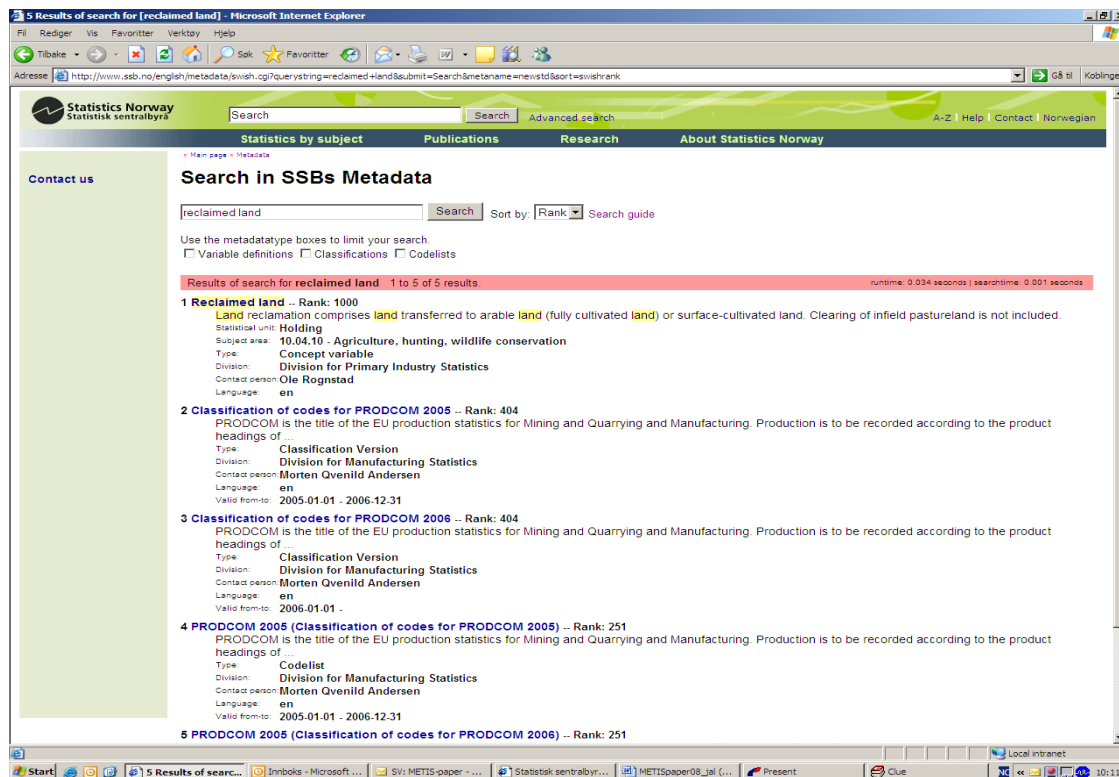 5 Results of search for [reclaimed land] - Microsoft Internet Explorer
Fil Rediger Vis Favoritter Verktøy Hjelp
Tilbake Søk Favoritter
Adresse http://www.ssb.no/english/metadata/swish.cgi?querystring=reclaimed+land&submit=Search&metaname=newstd&sort=swishrank Gå til Koblinger
Statistics Norway
Statistisk sentralbyrå
Search Search Advanced search A-Z | Help | Contact | Norwegian
Statistics by subject Publications Research About Statistics Norway
» Main page » Metadata
Contact us
Search in SSBs Metadata
reclaimed land Search Sort by: Rank Search guide
Use the metadatatype boxes to limit your search.
Variable definitions Classifications Codelists
Results of search for reclaimed land 1 to 5 of 5 results. runtime: 0.034 seconds | searchtime: 0.001 seconds
1 Reclaimed land -- Rank: 1000
Land reclamation comprises land transferred to arable land (fully cultivated land) or surface-cultivated land. Clearing of infield pastureland is not included.
Statistical unit: Holding
Subject area: 10.04.10 - Agriculture, hunting, wildlife conservation
Type: Concept variable
Division: Division for Primary Industry Statistics
Contact person: Ole Rognstad
Language: en
2 Classification of codes for PRODCOM 2005 -- Rank: 404
PRODCOM is the title of the EU production statistics for Mining and Quarrying and Manufacturing. Production is to be recorded according to the product
headings of ...
Type: Classification Version
Division: Division for Manufacturing Statistics
Contact person: Morten Qvenild Andersen
Language: en
Valid from-to: 2005-01-01 - 2006-12-31
3 Classification of codes for PRODCOM 2006 -- Rank: 404
PRODCOM is the title of the EU production statistics for Mining and Quarrying and Manufacturing. Production is to be recorded according to the product
headings of ...
Type: Classification Version
Division: Division for Manufacturing Statistics
Contact person: Morten Qvenild Andersen
Language: en
Valid from-to: 2006-01-01 -
4 PRODCOM 2005 (Classification of codes for PRODCOM 2005) -- Rank: 251
PRODCOM is the title of the EU production statistics for Mining and Quarrying and Manufacturing. Production is to be recorded according to the product
headings of ...
Type: Codelist
Division: Division for Manufacturing Statistics
Contact person: Morten Qvenild Andersen
Language: en
Valid from-to: 2005-01-01 - 2006-12-31
5 PRODCOM 2005 (Classification of codes for PRODCOM 2006) -- Rank: 251
Local intranet
Start 5 Results of searc... Innboks - Microsoft ... SV: METIS-paper - ... Statistisk sentralbyr... METISpaper08_jal (... Present Clue NC « 10:11